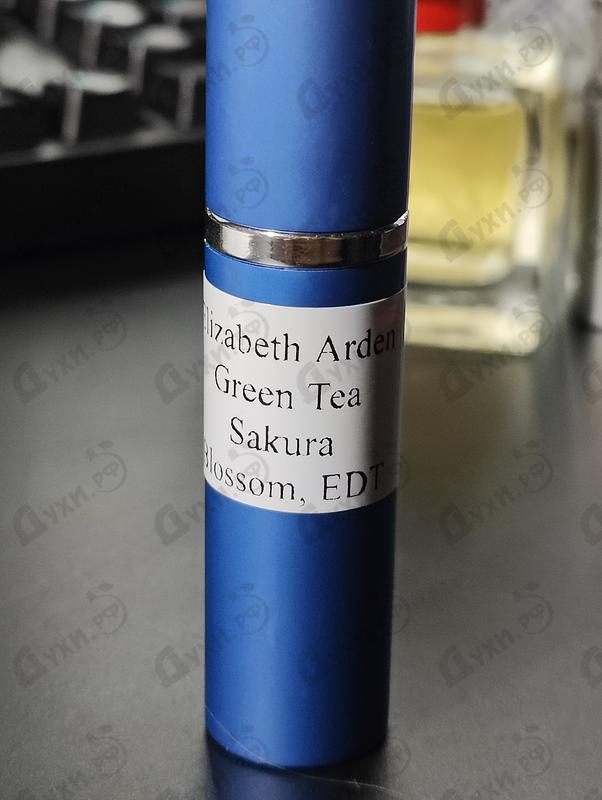 Elizabeth Arden
Green Tea
Sakura
Blossom, EDT
Духи.рф